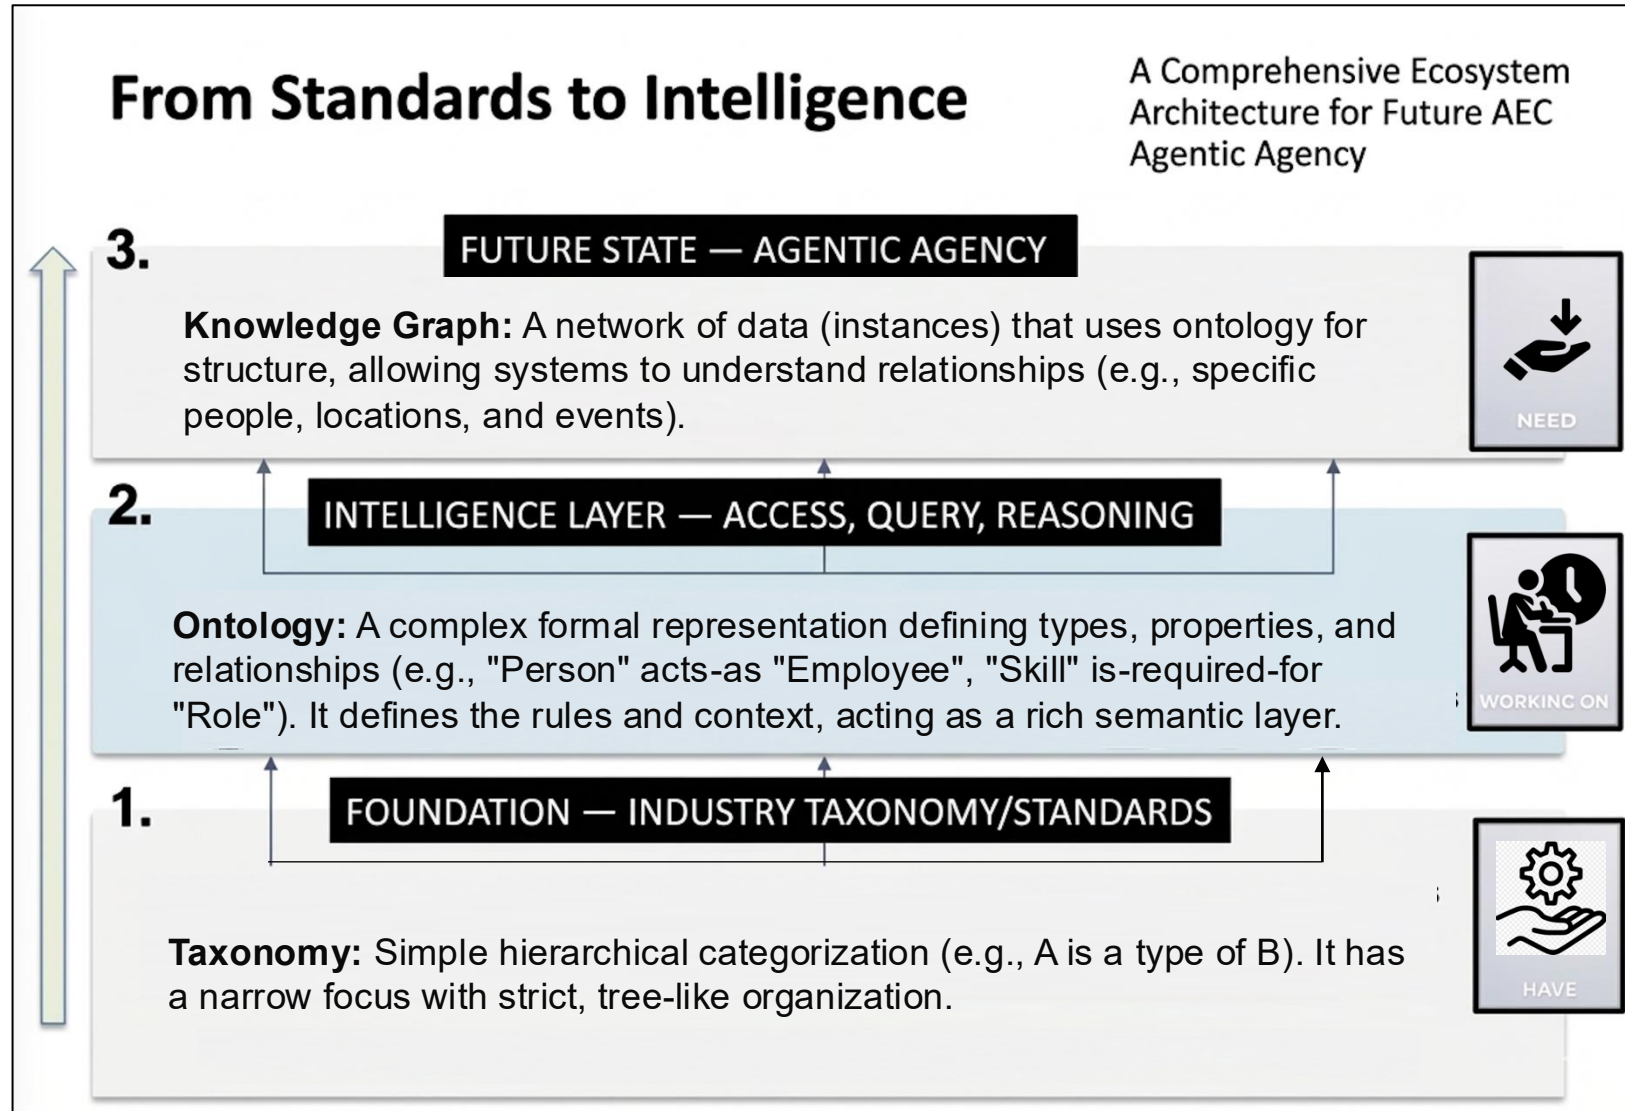 From Standards to Intelligence
A Comprehensive Ecosystem
Architecture for Future AEC
Agentic Agency
3.
FUTURE STATE — AGENTIC AGENCY
Knowledge Graph: A network of data (instances) that uses ontology for
structure, allowing systems to understand relationships (e.g., specific
people, locations, and events).
NEED
2.
INTELLIGENCE LAYER — ACCESS, QUERY, REASONING
Ontology: A complex formal representation defining types, properties, and
relationships (e.g., "Person" acts-as "Employee", "Skill" is-required-for
"Role"). It defines the rules and context, acting as a rich semantic layer.
WORKINC ON
1.
FOUNDATION — INDUSTRY TAXONOMY/STANDARDS
Taxonomy: Simple hierarchical categorization (e.g., A is a type of B). It has
a narrow focus with strict, tree-like organization.
HAVE